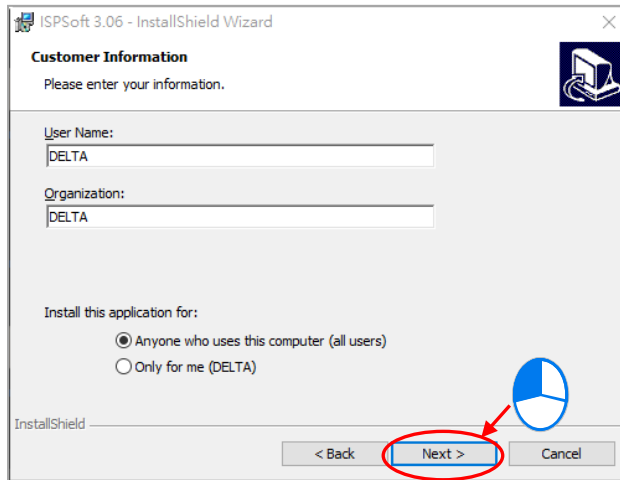 ISPSoft 3.06 - InstallShield Wizard
Customer Information
Please enter your information.
User Name:
DELTA
Organization:
DELTA
Install this application for:
Anyone who uses this computer (all users)
Only for me (DELTA)
InstallShield
< Back Next > Cancel